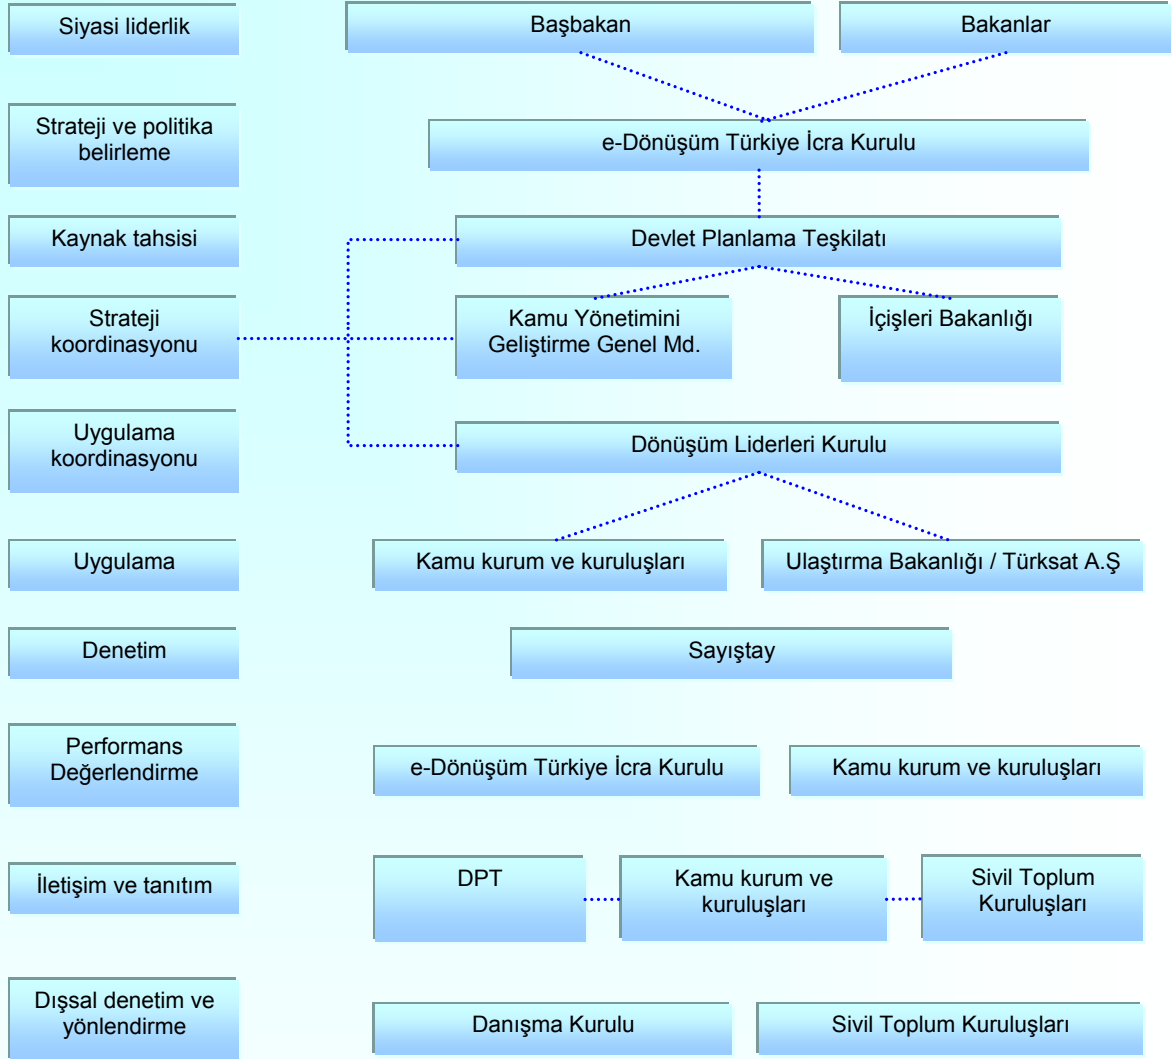 Siyasi liderlik
Başbakan
Bakanlar
Strateji ve politika
belirleme
e-Dönüşüm Türkiye İcra Kurulu
Kaynak tahsisi
Devlet Planlama Teşkilatı
Strateji
koordinasyonu
Kamu Yönetimini
Geliştirme Genel Md.
İçişleri Bakanlığı
Uygulama
koordinasyonu
Dönüşüm Liderleri Kurulu
Uygulama
Kamu kurum ve kuruluşları
Ulaştırma Bakanlığı / Türksat A.Ş
Denetim
Sayıştay
Performans
Değerlendirme
e-Dönüşüm Türkiye İcra Kurulu
Kamu kurum ve kuruluşları
İletişim ve tanıtım
DPT
Kamu kurum ve
kuruluşları
Sivil Toplum
Kuruluşları
Dışsal denetim ve
yönlendirme
Danışma Kurulu
Sivil Toplum Kuruluşları